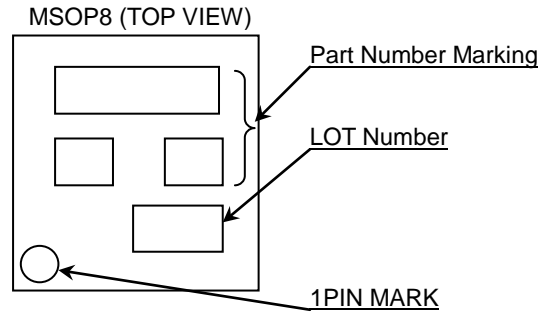 MSOP8 (TOP VIEW)
Part Number Marking
LOT Number
1PIN MARK